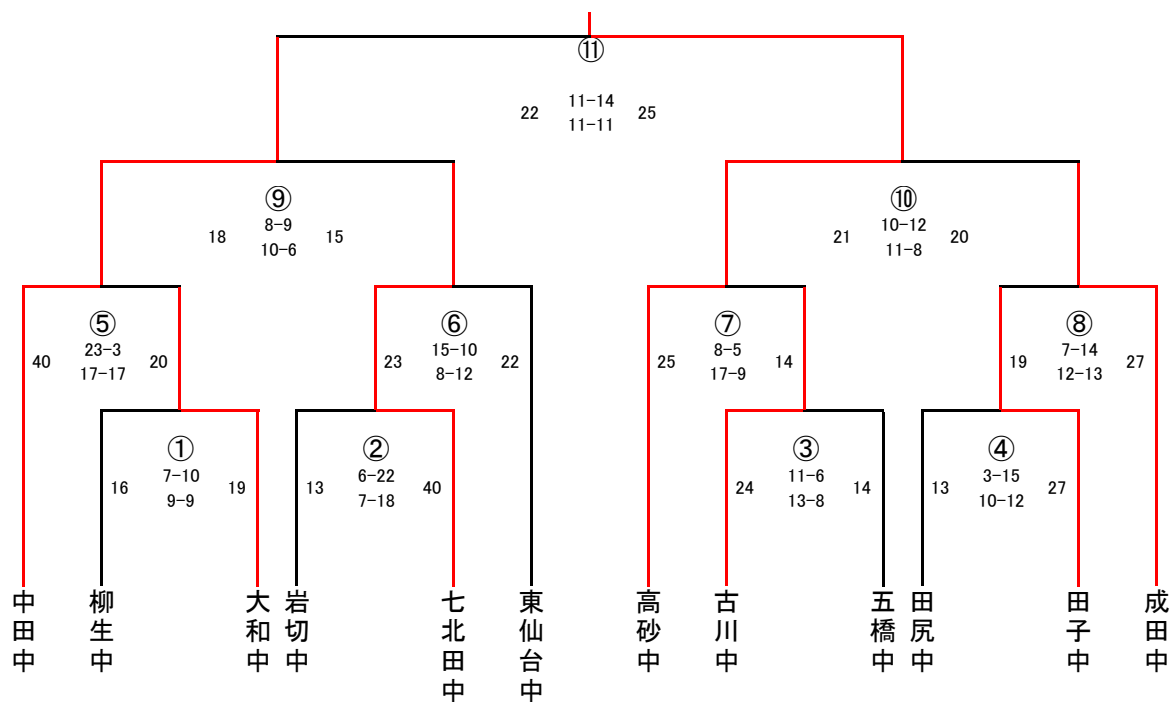 ⑪
22 11-14 25
11-11
⑨ ⑩
18 8-9 15 21 10-12 20
10-6 11-8
⑤ ⑥ ⑦ ⑧
40 23-3 20 23 15-10 22 25 8-5 14 19 7-14 27
17-17 8-12 17-9 12-13
① ② ③ ④
16 7-10 19 13 6-22 40 24 11-6 14 13 3-15 27
9-9 7-18 13-8 10-12
中田中
柳生中
大和中
岩切中
七北田中
東仙台中
高砂中
古川中
五橋中
田尻中
田子中
成田中